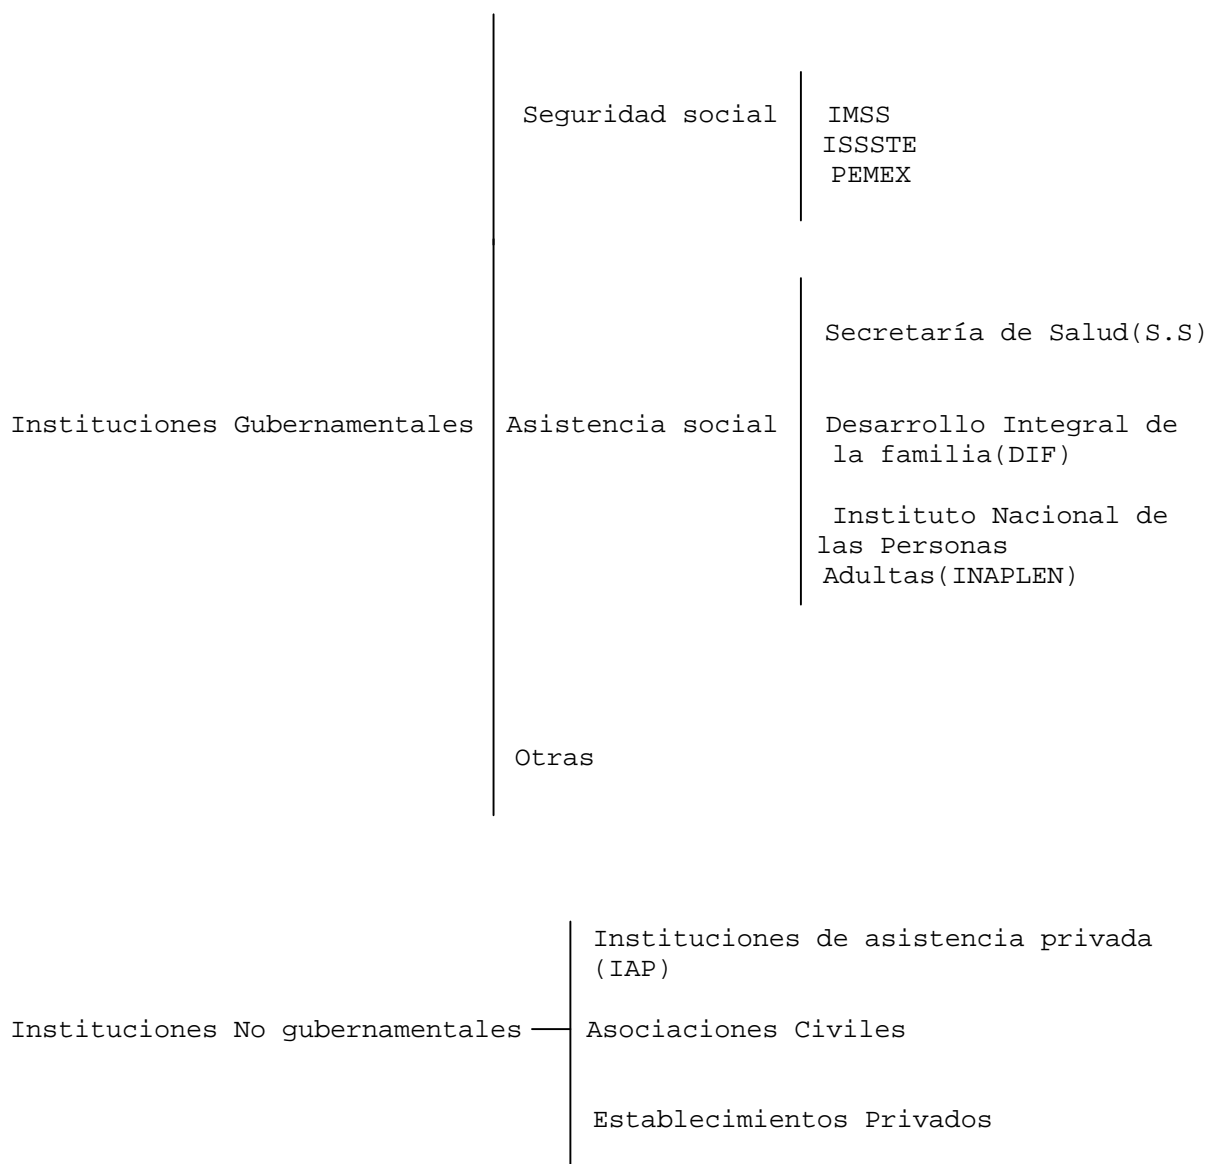 Seguridad social
IMSS
ISSSTE
PEMEX
Instituciones Gubernamentales
Asistencia social
Secretaría de Salud(S.S)
Desarrollo Integral de
la familia(DIF)
Instituto Nacional de
las Personas
Adultas(INAPLEN)
Otras
Instituciones No gubernamentales
Instituciones de asistencia privada
(IAP)
Asociaciones Civiles
Establecimientos Privados